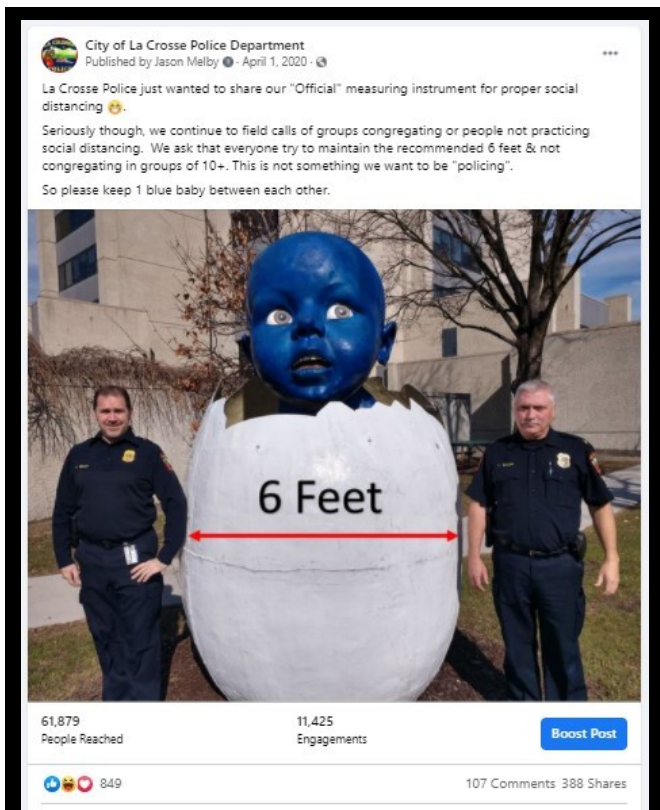 City of La Crosse Police Department
Published by Jason Melby · April 1, 2020 ·
La Crosse Police just wanted to share our "Official" measuring instrument for proper social
distancing 😁.
Seriously though, we continue to field calls of groups congregating or people not practicing
social distancing. We ask that everyone try to maintain the recommended 6 feet & not
congregating in groups of 10+. This is not something we want to be "policing".
So please keep 1 blue baby between each other.
6 Feet
61,879
People Reached
11,425
Engagements
Boost Post
849
107 Comments 388 Shares